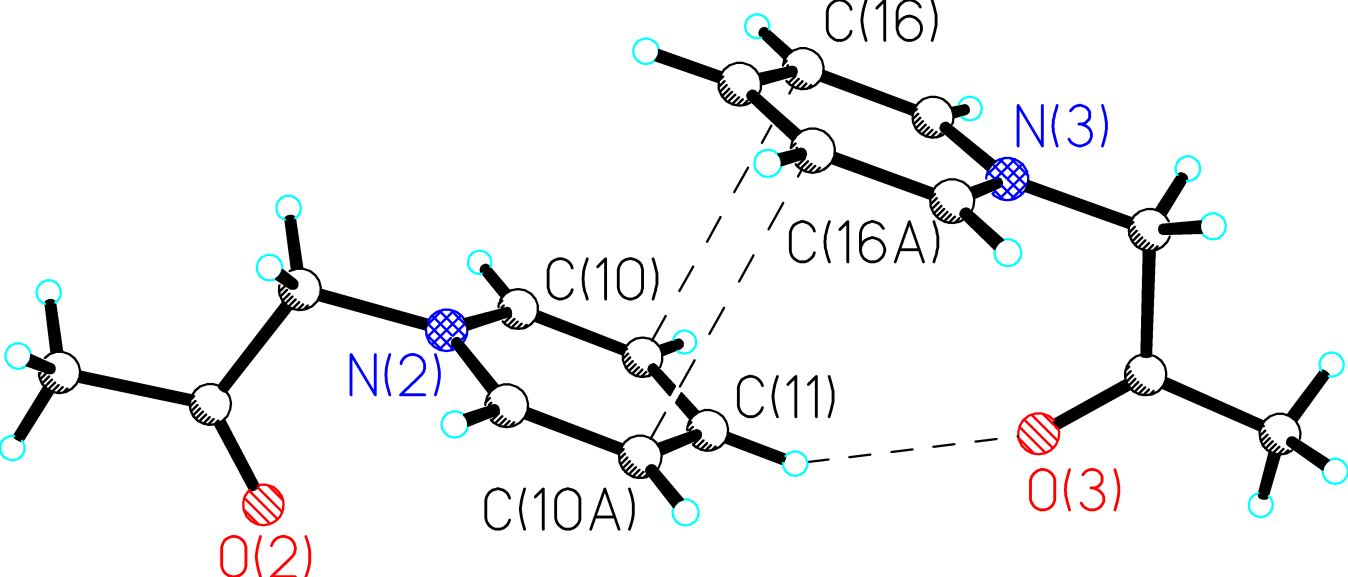 C(16)
N(3)
C(16A)
C(10)
N(2)
C(11)
C(10A)
O(3)
O(2)